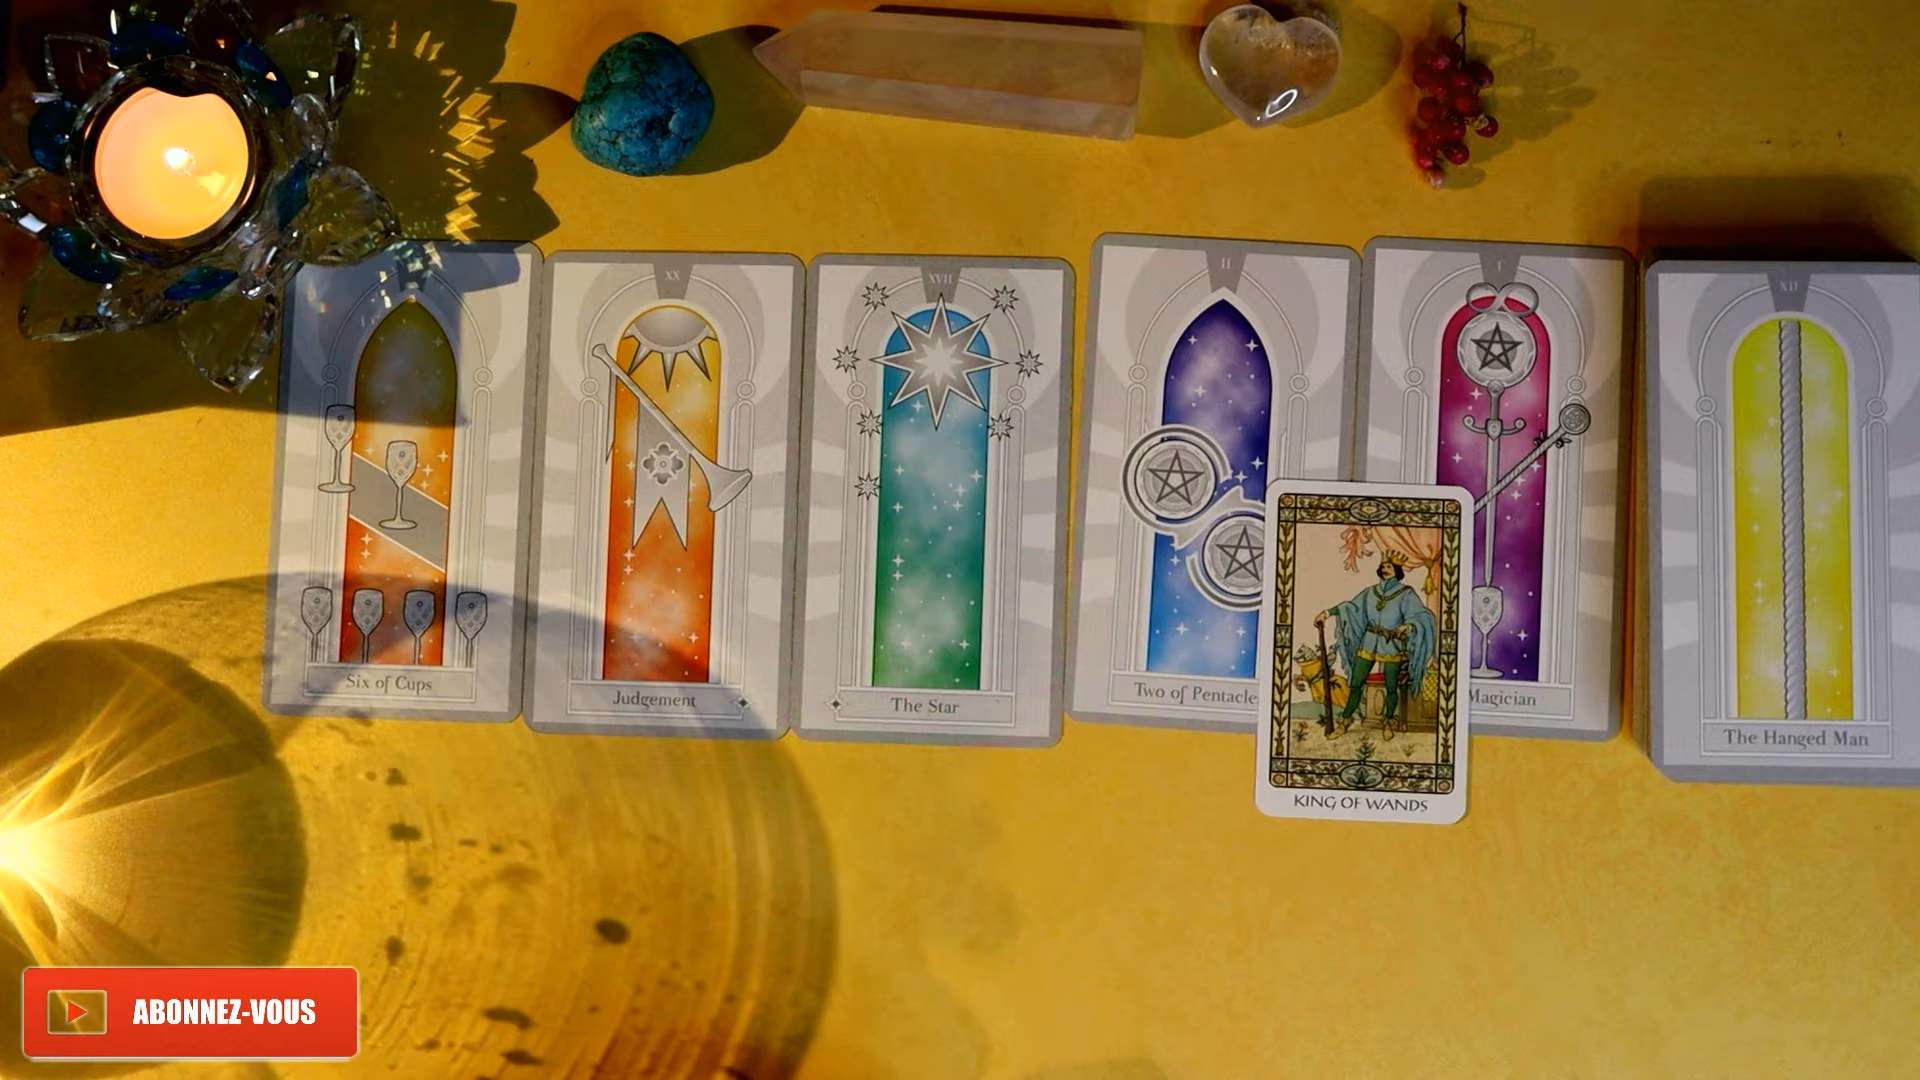 XX
XVII
II
I
XII
Six of Cups
Judgement
The Star
Two of Pentacle
Magician
The Hanged Man
KING OF WANDS
ABONNEZ-VOUS